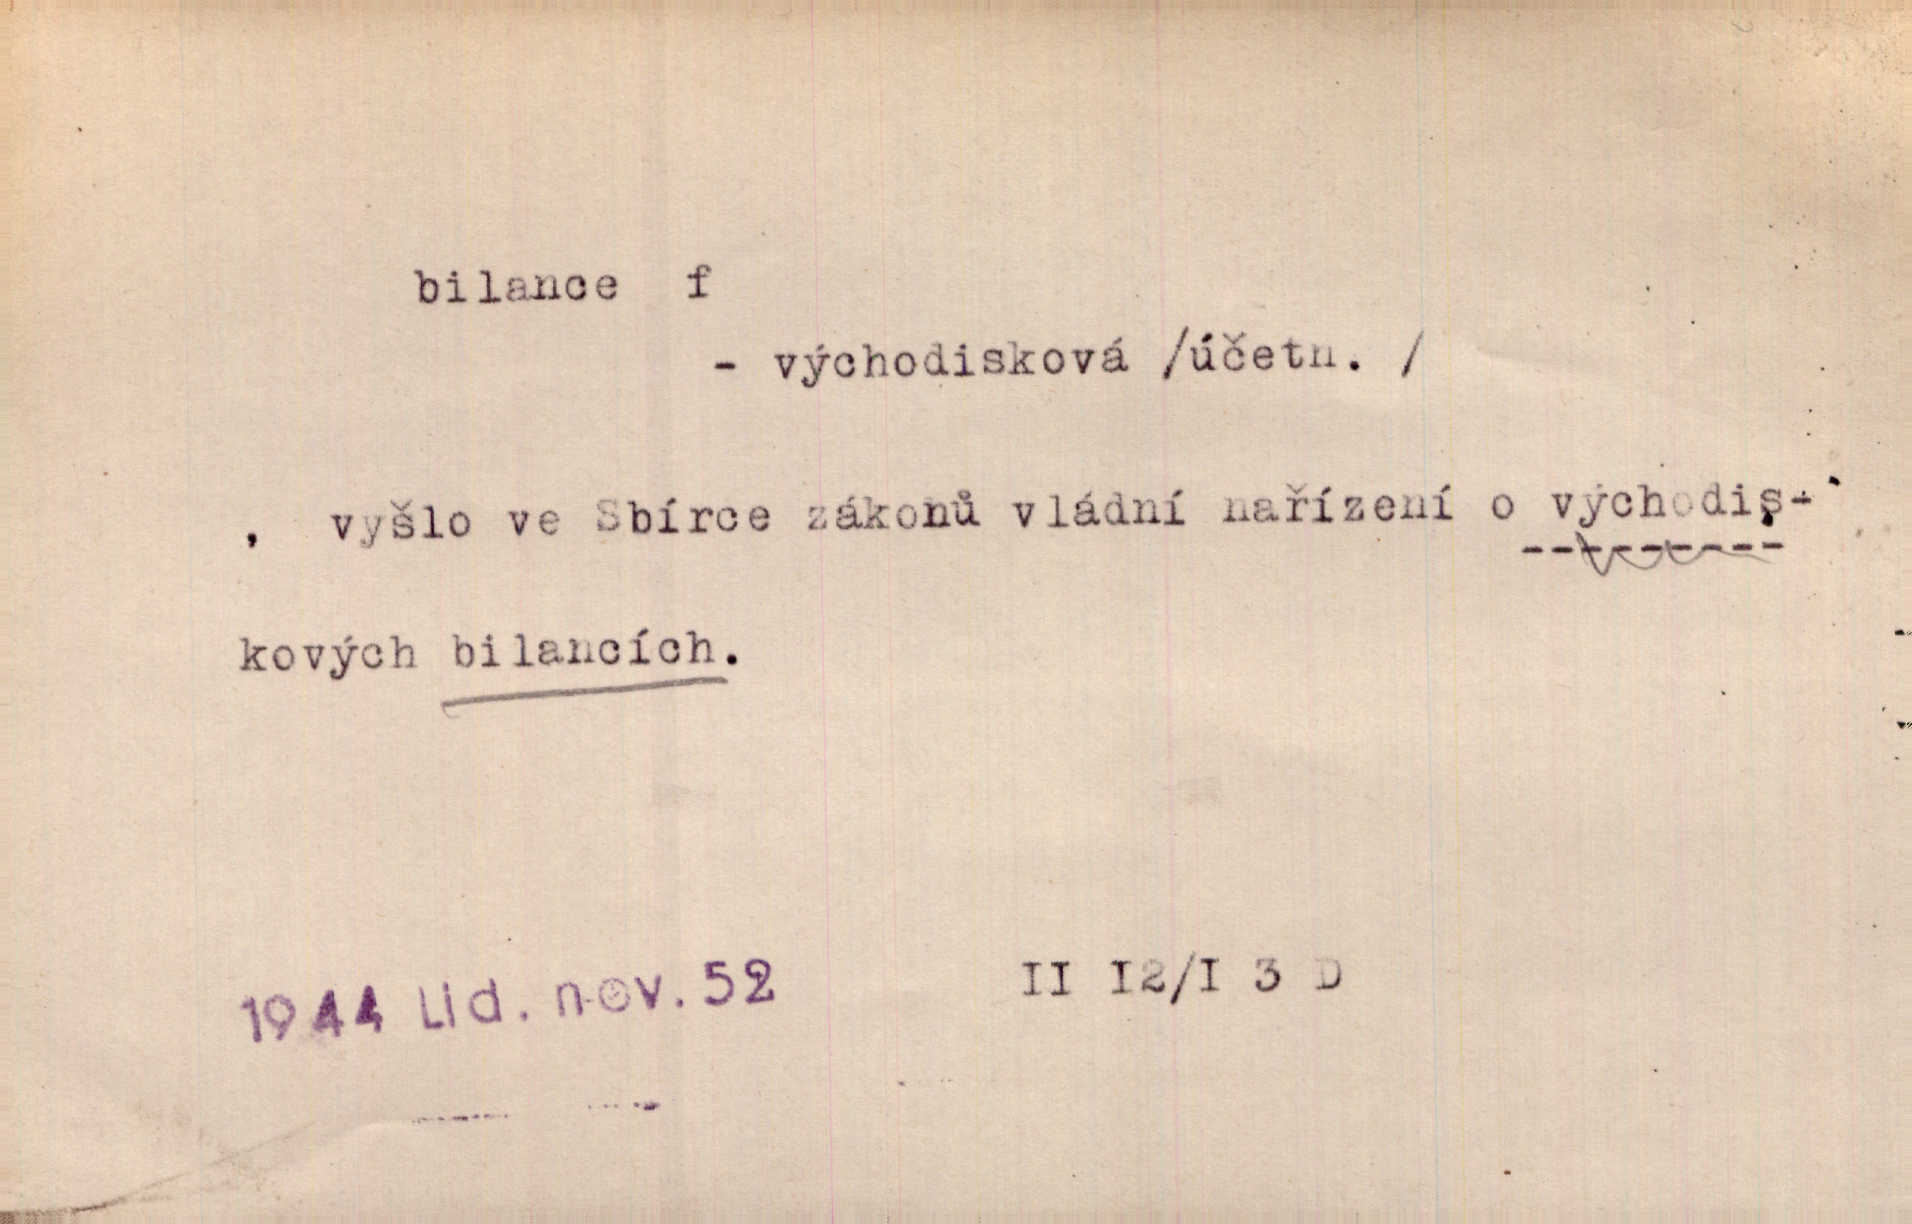 bilance f
- východisková /účetn. /
, vyšlo ve Sbírce zákonů vládní nařízení o východis-
kových bilancích.
1944 Lid. nov. 52 II I2/I 3 D